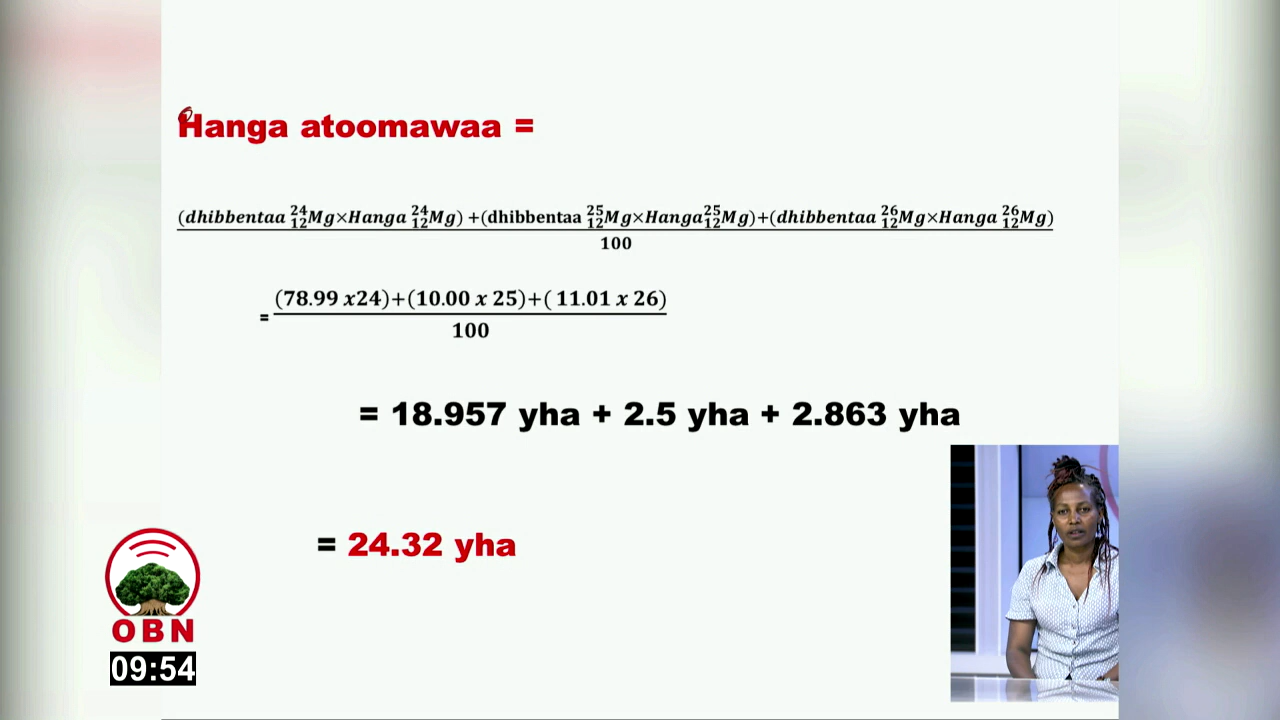 Hanga atoomawaa =
(dhibbentaa ²⁴₁₂Mg×Hanga ²⁴₁₂Mg) +(dhibbentaa ²⁵₁₂Mg×Hanga²⁵₁₂Mg)+(dhibbentaa ²⁶₁₂Mg×Hanga ²⁶₁₂Mg)
100
= (78.99 x24)+(10.00 x 25)+( 11.01 x 26)
100
= 18.957 yha + 2.5 yha + 2.863 yha
= 24.32 yha
OBN
09:54